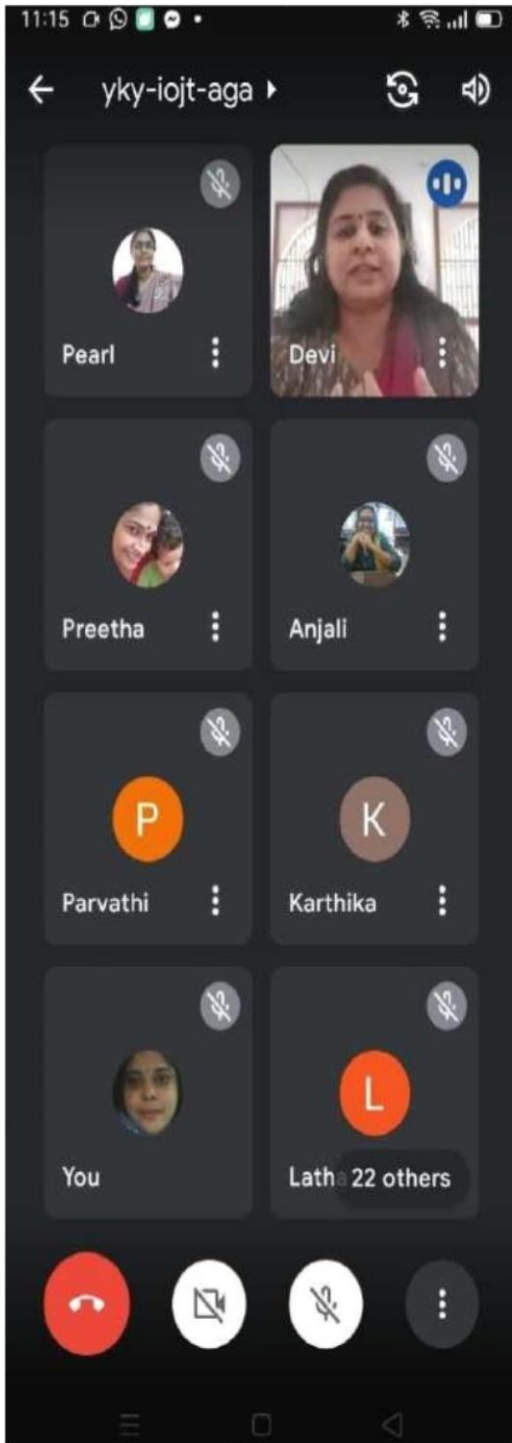 11:15
yky-iojt-aga
Pearl
Devi
Preetha
Anjali
P
K
Parvathi
Karthika
L
You
Latha 22 others